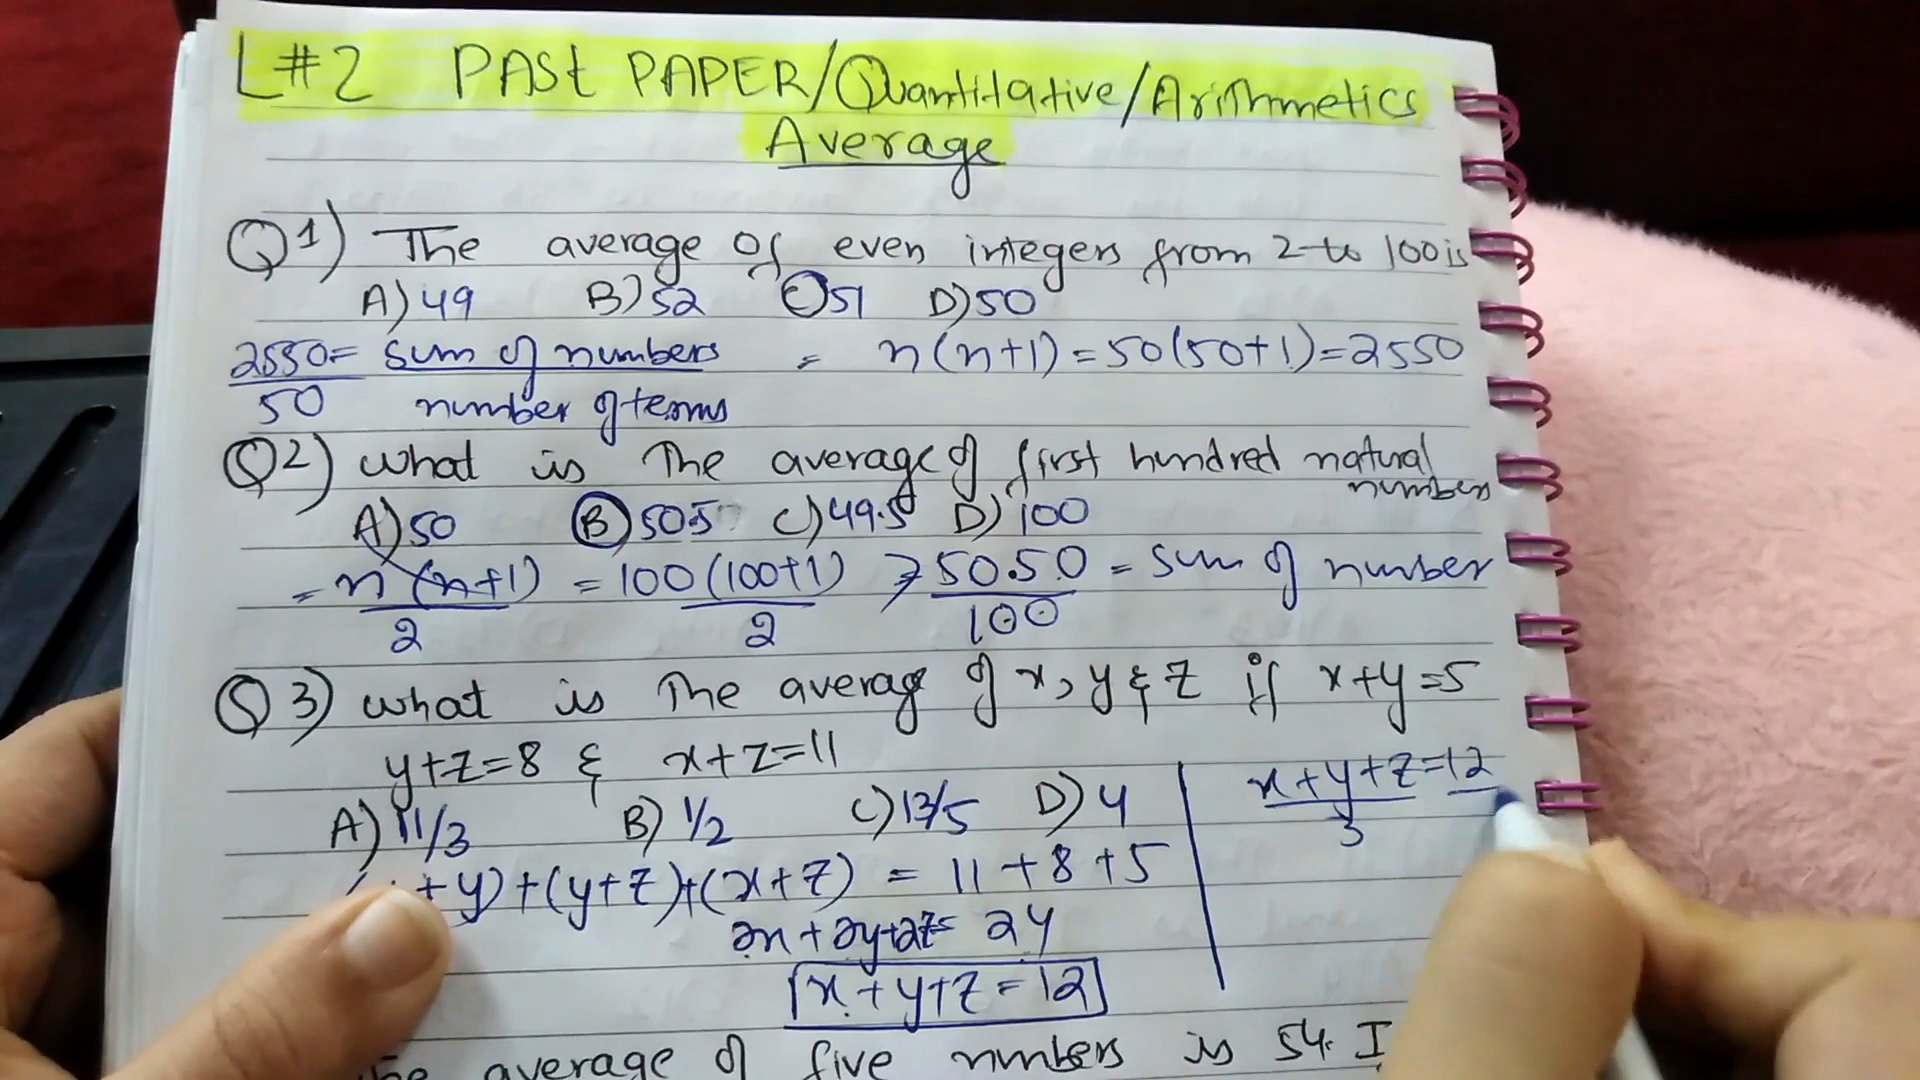 L#2 PAST PAPER/Quantitative/Arithmetics
Average
Q1) The average of even integers from 2 to 100 is
A) 49 B) 52 C) 51 D) 50
2550 = sum of numbers = n(n+1) = 50(50+1) = 2550
50 number of terms
Q2) what is the average of first hundred natural
numbers
A) 50 B) 50.5 C) 49.5 D) 100
= n(n+1) = 100(100+1) ⇒ 50.50 = sum of number
2 2 100
Q3) what is the average of x, y & z if x+y=5
y+z=8 & x+z=11
A) 11/3 B) 1/2 C) 13/5 D) 4
x+y+z=12
3
+y)+(y+z)+(x+z) = 11+8+5
2x+2y+2z= 24
x+y+z=12
average of five numbers is 54. I